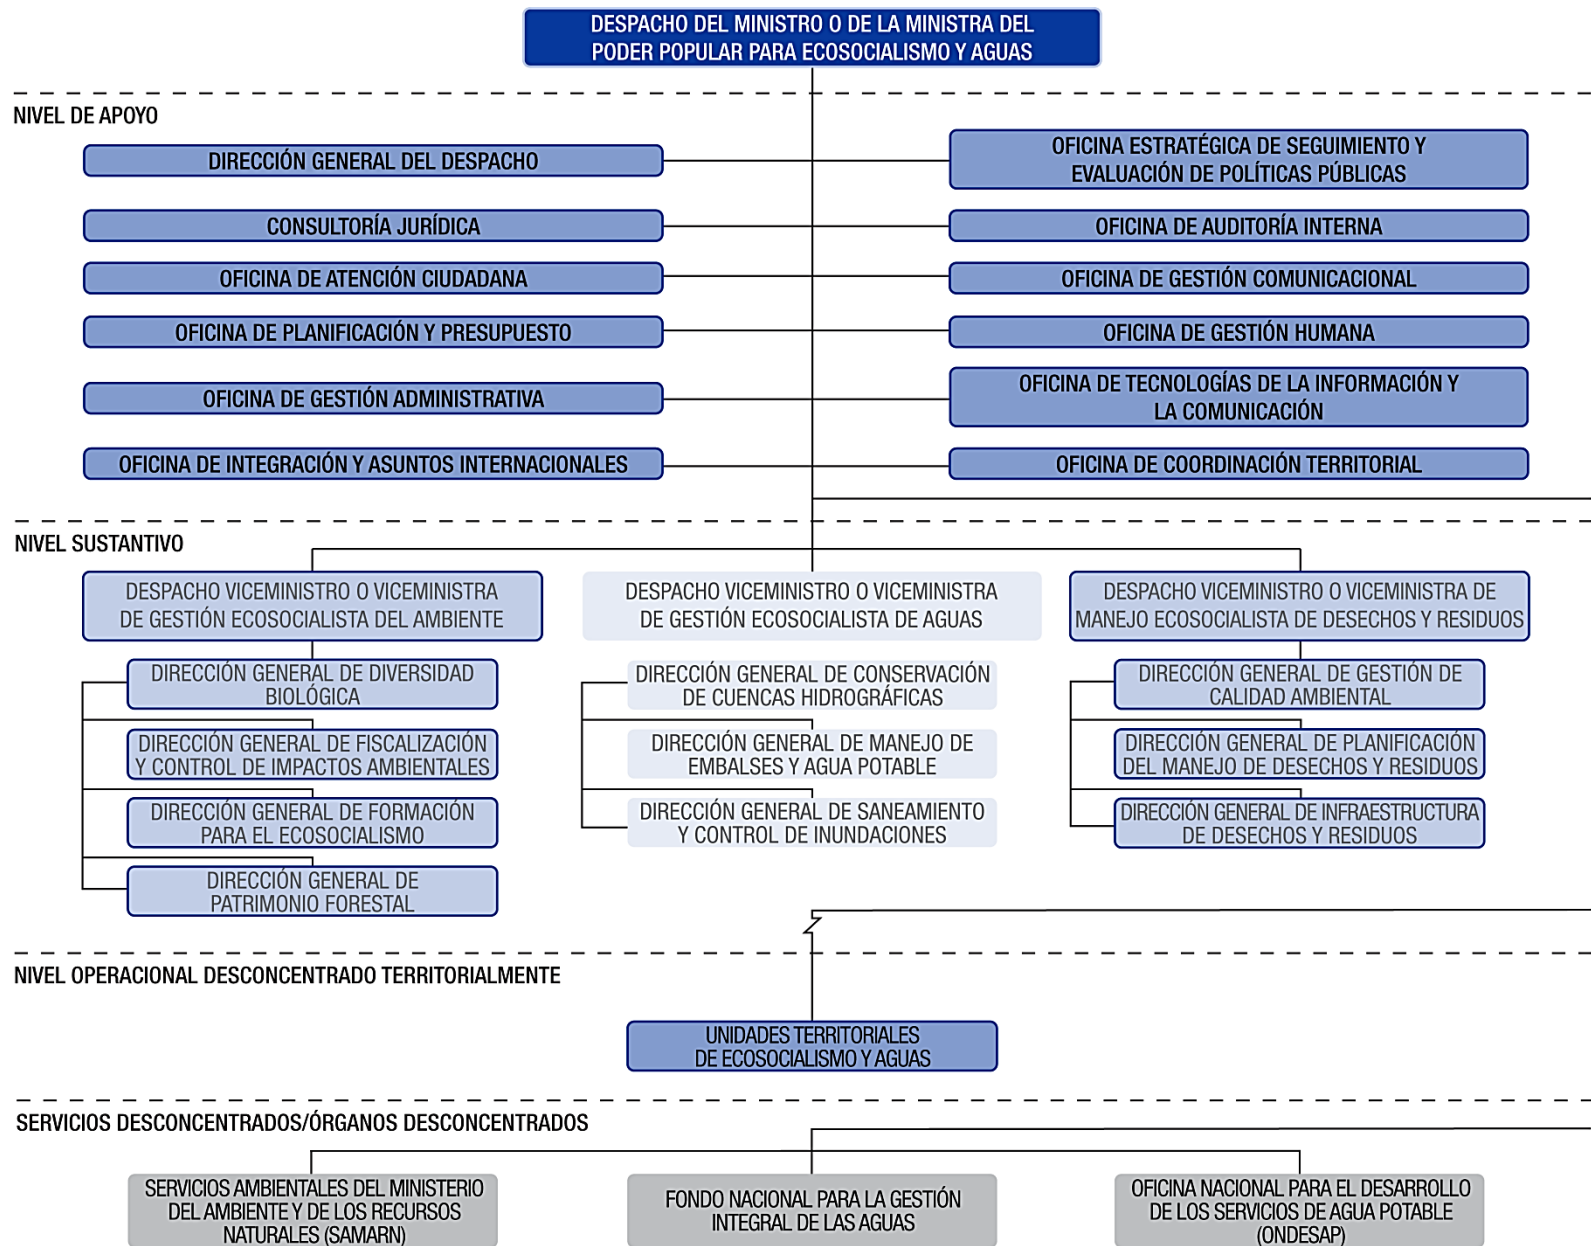 DESPACHO DEL MINISTRO O DE LA MINISTRA DEL
PODER POPULAR PARA ECOSOCIALISMO Y AGUAS
NIVEL DE APOYO
DIRECCIÓN GENERAL DEL DESPACHO
OFICINA ESTRATÉGICA DE SEGUIMIENTO Y
EVALUACIÓN DE POLÍTICAS PÚBLICAS
CONSULTORÍA JURÍDICA
OFICINA DE AUDITORÍA INTERNA
OFICINA DE ATENCIÓN CIUDADANA
OFICINA DE GESTIÓN COMUNICACIONAL
OFICINA DE PLANIFICACIÓN Y PRESUPUESTO
OFICINA DE GESTIÓN HUMANA
OFICINA DE GESTIÓN ADMINISTRATIVA
OFICINA DE TECNOLOGÍAS DE LA INFORMACIÓN Y
LA COMUNICACIÓN
OFICINA DE INTEGRACIÓN Y ASUNTOS INTERNACIONALES
OFICINA DE COORDINACIÓN TERRITORIAL
NIVEL SUSTANTIVO
DESPACHO VICEMINISTRO O VICEMINISTRA
DE GESTIÓN ECOSOCIALISTA DEL AMBIENTE
DIRECCIÓN GENERAL DE DIVERSIDAD
BIOLÓGICA
DIRECCIÓN GENERAL DE FISCALIZACIÓN
Y CONTROL DE IMPACTOS AMBIENTALES
DIRECCIÓN GENERAL DE FORMACIÓN
PARA EL ECOSOCIALISMO
DIRECCIÓN GENERAL DE
PATRIMONIO FORESTAL
DESPACHO VICEMINISTRO O VICEMINISTRA
DE GESTIÓN ECOSOCIALISTA DE AGUAS
DIRECCIÓN GENERAL DE CONSERVACIÓN
DE CUENCAS HIDROGRÁFICAS
DIRECCIÓN GENERAL DE MANEJO DE
EMBALSES Y AGUA POTABLE
DIRECCIÓN GENERAL DE SANEAMIENTO
Y CONTROL DE INUNDACIONES
DESPACHO VICEMINISTRO O VICEMINISTRA DE
MANEJO ECOSOCIALISTA DE DESECHOS Y RESIDUOS
DIRECCIÓN GENERAL DE GESTIÓN DE
CALIDAD AMBIENTAL
DIRECCIÓN GENERAL DE PLANIFICACIÓN
DEL MANEJO DE DESECHOS Y RESIDUOS
DIRECCIÓN GENERAL DE INFRAESTRUCTURA
DE DESECHOS Y RESIDUOS
NIVEL OPERACIONAL DESCONCENTRADO TERRITORIALMENTE
UNIDADES TERRITORIALES
DE ECOSOCIALISMO Y AGUAS
SERVICIOS DESCONCENTRADOS/ÓRGANOS DESCONCENTRADOS
SERVICIOS AMBIENTALES DEL MINISTERIO
DEL AMBIENTE Y DE LOS RECURSOS
NATURALES (SAMARN)
FONDO NACIONAL PARA LA GESTIÓN
INTEGRAL DE LAS AGUAS
OFICINA NACIONAL PARA EL DESARROLLO
DE LOS SERVICIOS DE AGUA POTABLE
(ONDESAP)